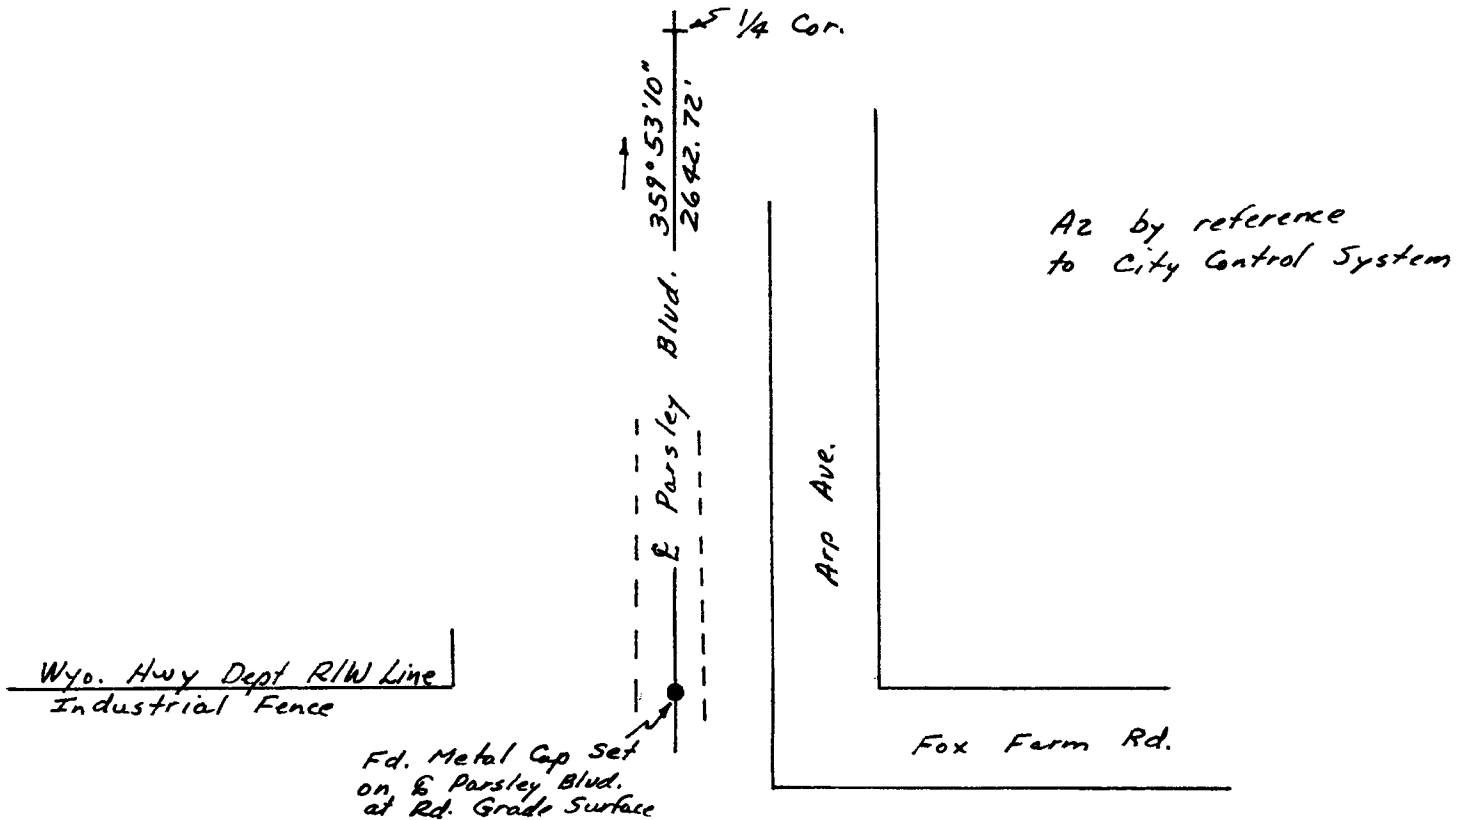 S 1/4 Cor.
359° 53' 10"
2642.72'
Az by reference
to City Control System
℄ Parsley Blvd.
Arp Ave.
Wyo. Hwy Dept R/W Line
Industrial Fence
Fd. Metal Cap Set
on ℄ Parsley Blvd.
at Rd. Grade Surface
Fox Farm Rd.